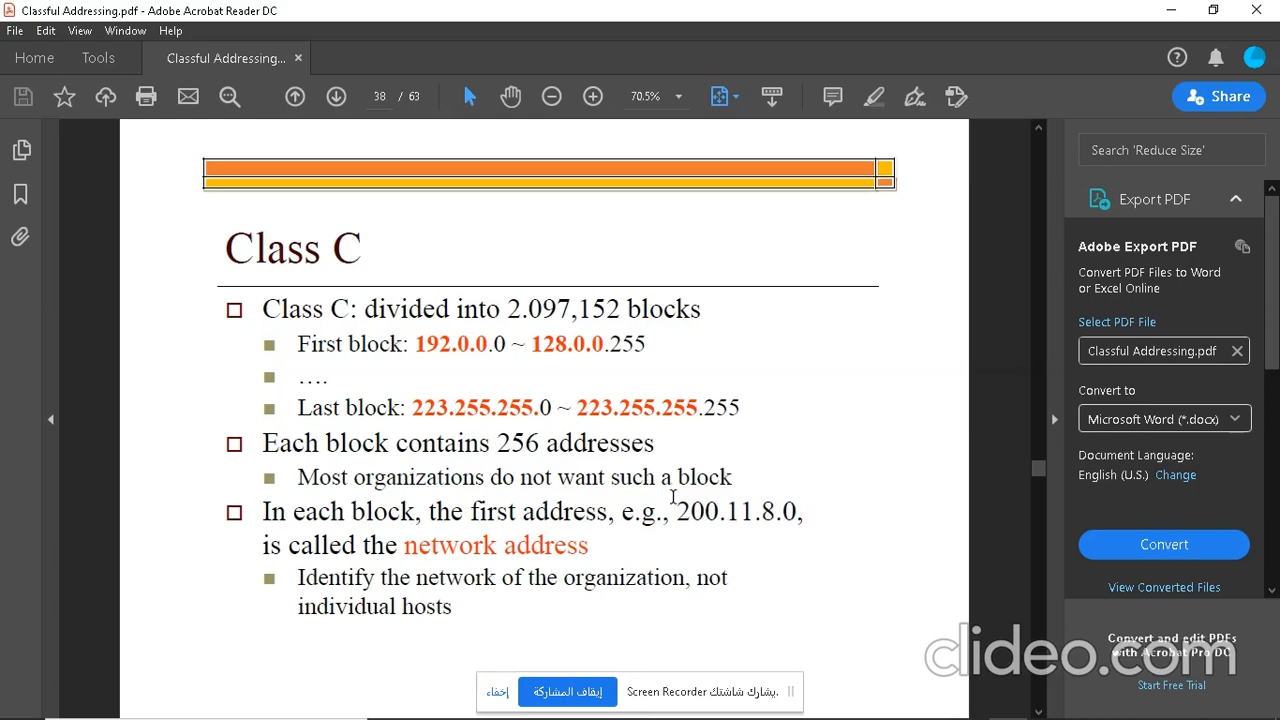 Classful Addressing.pdf - Adobe Acrobat Reader DC
File Edit View Window Help
Home Tools Classful Addressing... ×
38 / 63 70.5% Share
Search 'Reduce Size'
Export PDF
Adobe Export PDF
Convert PDF Files to Word
or Excel Online
Select PDF File
Classful Addressing.pdf
Convert to
Microsoft Word (*.docx)
Document Language:
English (U.S.) Change
Convert
View Converted Files
Convert and edit PDFs
with Acrobat Pro DC
Start Free Trial
Class C
Class C: divided into 2.097,152 blocks
First block: 192.0.0.0 ~ 128.0.0.255
….
Last block: 223.255.255.0 ~ 223.255.255.255
Each block contains 256 addresses
Most organizations do not want such a block
In each block, the first address, e.g., 200.11.8.0,
is called the network address
Identify the network of the organization, not
individual hosts
clideo.com
يشارك شاشتك Screen Recorder.
إيقاف المشاركة
إخفاء